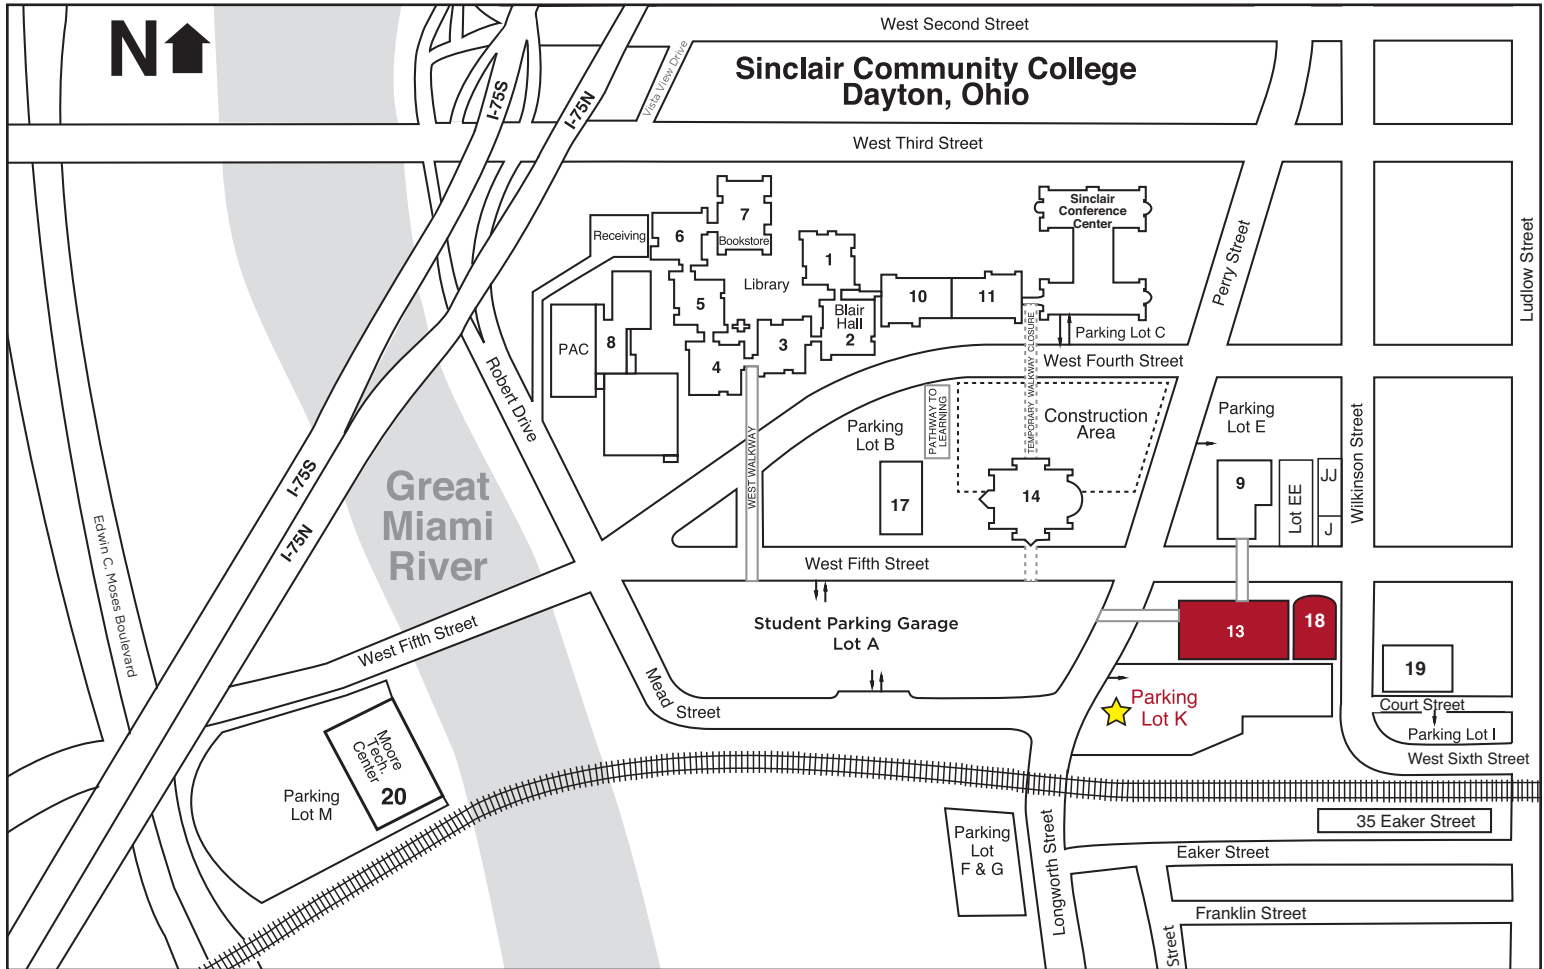 N
West Second Street
Sinclair Community College
Dayton, Ohio
Vista View Drive
I-75S
I-75N
West Third Street
Perry Street
Ludlow Street
7
Bookstore
6
Receiving
1
Library
5
Sinclair
Conference
Center
10
11
Blair
Hall
2
3
4
8
PAC
Parking Lot C
West Fourth Street
TEMPORARY WALKWAY CLOSURE
Robert Drive
WEST WALKWAY
Parking
Lot B
PATHWAY TO
LEARNING
Construction
Area
Parking
Lot E
Wilkinson Street
I-75S
I-75N
Great
Miami
River
17
14
9
Lot EE
JJ
J
Edwin C. Moses Boulevard
West Fifth Street
West Fifth Street
Student Parking Garage
Lot A
13
18
19
Mead Street
Parking
Lot K
Court Street
Parking Lot I
West Sixth Street
Moore
Tech.
Center
20
Parking
Lot M
Parking
Lot
F & G
Longworth Street
35 Eaker Street
Eaker Street
Franklin Street
Street